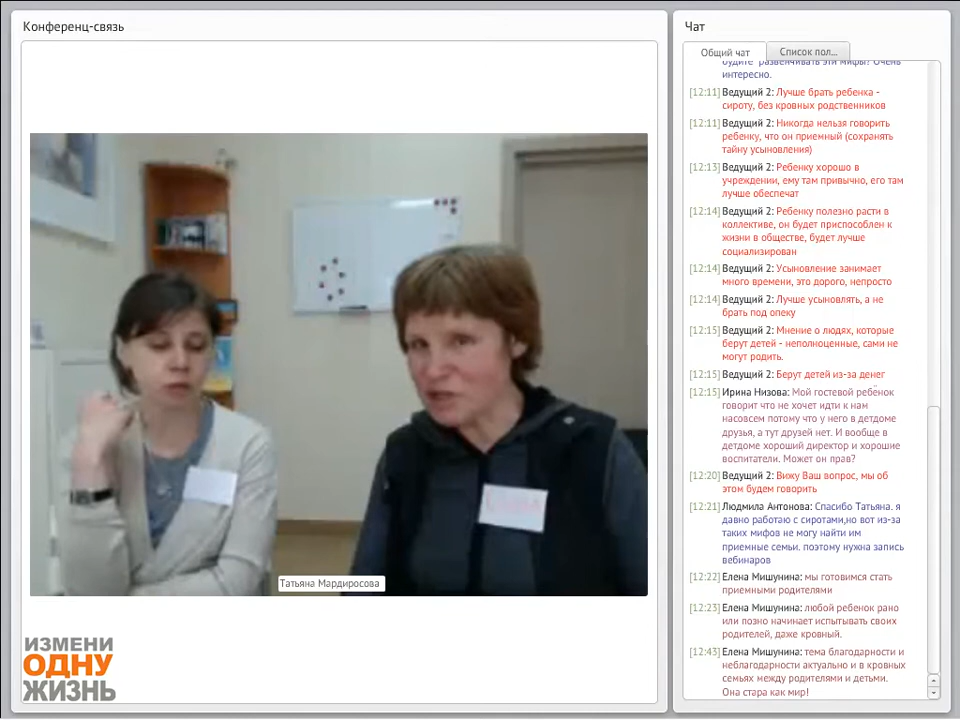 Конференц-связь
Татьяна Мардиросова
ИЗМЕНИ
ОДНУ
ЖИЗНЬ
Чат
Общий чат
Список пол...
будите развенчивать эти мифы? Очень
интересно.
[12:11] Ведущий 2: Лучше брать ребенка -
сироту, без кровных родственников
[12:11] Ведущий 2: Никогда нельзя говорить
ребенку, что он приемный (сохранять
тайну усыновления)
[12:13] Ведущий 2: Ребенку хорошо в
учреждении, ему там привычно, его там
лучше обеспечат
[12:14] Ведущий 2: Ребенку полезно расти в
коллективе, он будет приспособлен к
жизни в обществе, будет лучше
социализирован
[12:14] Ведущий 2: Усыновление занимает
много времени, это дорого, непросто
[12:14] Ведущий 2: Лучше усыновлять, а не
брать под опеку
[12:15] Ведущий 2: Мнение о людях, которые
берут детей - неполноценные, сами не
могут родить.
[12:15] Ведущий 2: Берут детей из-за денег
[12:15] Ирина Низова: Мой гостевой ребёнок
говорит что не хочет идти к нам
насовсем потому что у него в детдоме
друзья, а тут друзей нет. И вообще в
детдоме хороший директор и хорошие
воспитатели. Может он прав?
[12:20] Ведущий 2: Вижу Ваш вопрос, мы об
этом будем говорить
[12:21] Людмила Антонова: Спасибо Татьяна. я
давно работаю с сиротами,но вот из-за
таких мифов не могу найти им
приемные семьи. поэтому нужна запись
вебинаров
[12:22] Елена Мишунина: мы готовимся стать
приемными родителями
[12:23] Елена Мишунина: любой ребенок рано
или позно начинает испытывать своих
родителей, даже кровный.
[12:43] Елена Мишунина: тема благодарности и
неблагодарности актуально и в кровных
семьях между родителями и детьми.
Она стара как мир!